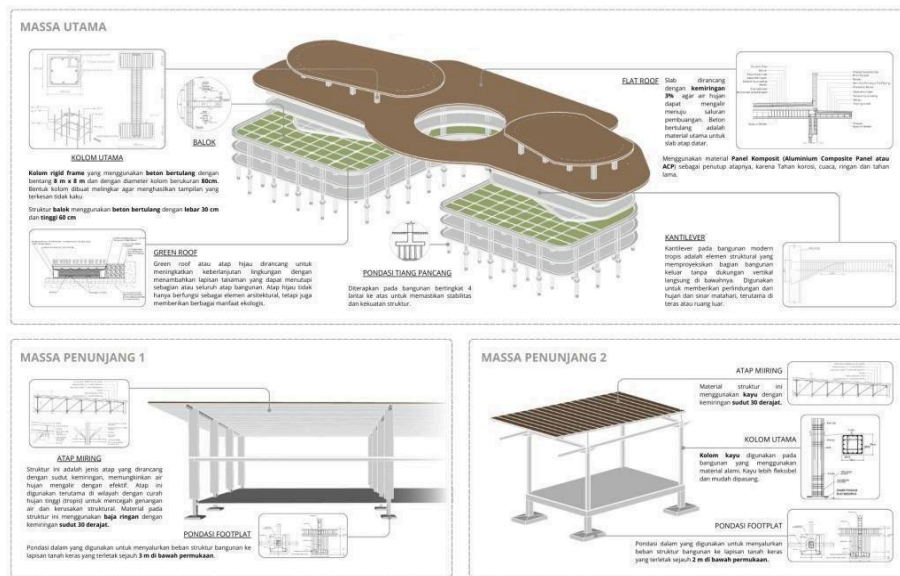 MASSA UTAMA
KOLOM UTAMA
Kolom rigid frame yang menggunakan beton bertulang dengan
bentang 8 m x 8 m dan dengan diameter kolom berukuran 80cm.
Bentuk kolom dibuat melingkar agar menghasilkan tampilan yang
terkesan tidak kaku
Struktur balok menggunakan beton bertulang dengan lebar 30 cm
dan tinggi 60 cm
BALOK
FLAT ROOF
Slab dirancang
dengan kemiringan
3% agar air hujan
dapat mengalir
menuju saluran
pembuangan. Beton
bertulang adalah
material utama untuk
slab atap datar.
Menggunakan material Panel Komposit (Aluminium Composite Panel atau
ACP) sebagai penutup atapnya, karena Tahan korosi, cuaca, ringan dan tahan
lama.
GREEN ROOF
Green roof atau atap hijau dirancang untuk
meningkatkan keberlanjutan lingkungan dengan
menambahkan lapisan tanaman yang dapat menutupi
sebagian atau seluruh atap bangunan. Atap hijau tidak
hanya berfungsi sebagai elemen arsitektural, tetapi juga
memberikan berbagai manfaat ekologis.
PONDASI TIANG PANCANG
Diterapkan pada bangunan bertingkat 4
lantai ke atas untuk memastikan stabilitas
dan kekuatan struktur.
KANTILEVER
Kantilever pada bangunan modern
tropis adalah elemen struktural yang
memproyeksikan bagian bangunan
keluar tanpa dukungan vertikal
langsung di bawahnya. Digunakan
untuk memberikan perlindungan dari
hujan dan sinar matahari, terutama di
teras atau ruang luar.
MASSA PENUNJANG 1
ATAP MIRING
Struktur ini adalah jenis atap yang dirancang
dengan sudut kemiringan, memungkinkan air
hujan mengalir dengan efektif. Atap ini
digunakan terutama di wilayah dengan curah
hujan tinggi (tropis) untuk mencegah genangan
air dan kerusakan struktural. Material pada
struktur ini menggunakan baja ringan dengan
kemiringan sudut 30 derajat.
PONDASI FOOTPLAT
Pondasi dalam yang digunakan untuk menyalurkan beban struktur bangunan ke
lapisan tanah keras yang terletak sejauh 3 m di bawah permukaan.
MASSA PENUNJANG 2
ATAP MIIRING
Material struktur ini
menggunakan kayu dengan
kemiringan sudut 30 derajat.
KOLOM UTAMA
Kolom kayu digunakan pada
bangunan yang menggunakan
material alami. Kayu lebih fleksibel
dan mudah dipasang.
PONDASI FOOTPLAT
Pondasi dalam yang digunakan untuk menyalurkan
beban struktur bangunan ke lapisan tanah keras
yang terletak sejauh 2 m di bawah permukaan.